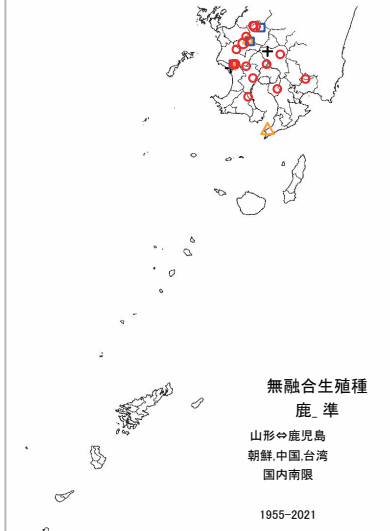 無融合生殖種
鹿_ 準
山形⇔鹿児島
朝鮮,中国,台湾
国内南限
1955-2021